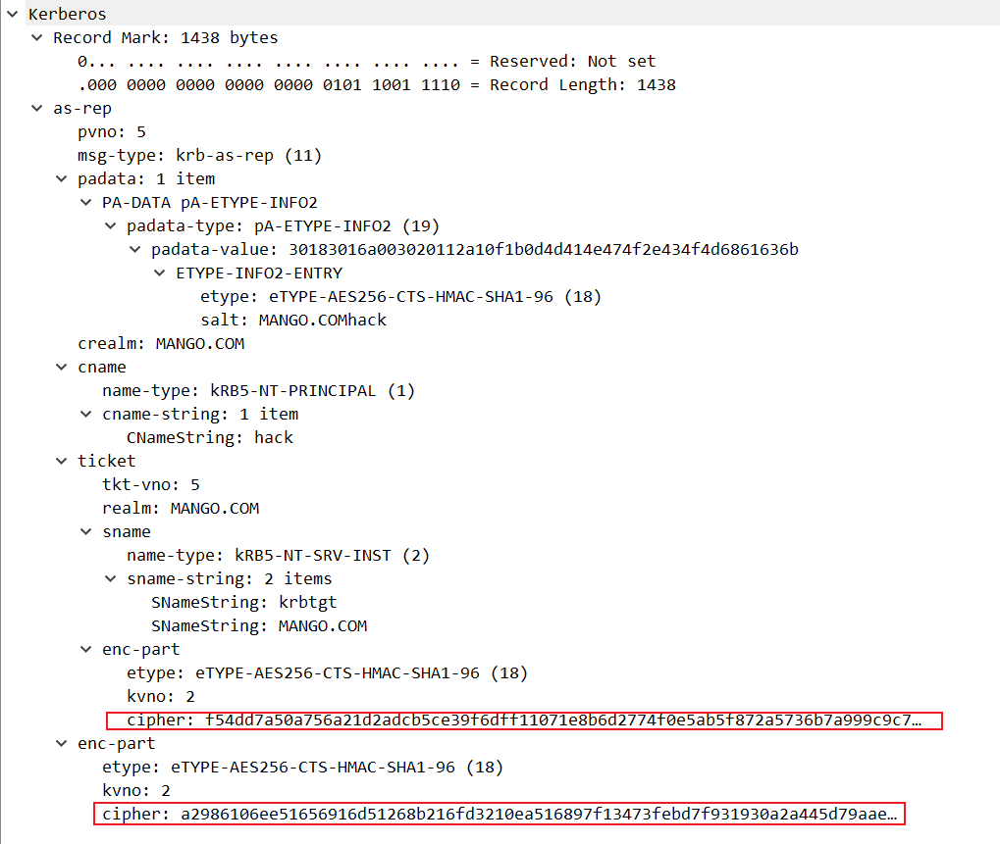 Kerberos
Record Mark: 1438 bytes
0... .... .... .... .... .... .... .... = Reserved: Not set
.000 0000 0000 0000 0000 0101 1001 1110 = Record Length: 1438
as-rep
pvno: 5
msg-type: krb-as-rep (11)
padata: 1 item
PA-DATA pA-ETYPE-INFO2
padata-type: pA-ETYPE-INFO2 (19)
padata-value: 30183016a003020112a10f1b0d4d414e474f2e434f4d6861636b
ETYPE-INFO2-ENTRY
etype: eTYPE-AES256-CTS-HMAC-SHA1-96 (18)
salt: MANGO.COMhack
crealm: MANGO.COM
cname
name-type: kRB5-NT-PRINCIPAL (1)
cname-string: 1 item
CNameString: hack
ticket
tkt-vno: 5
realm: MANGO.COM
sname
name-type: kRB5-NT-SRV-INST (2)
sname-string: 2 items
SNameString: krbtgt
SNameString: MANGO.COM
enc-part
etype: eTYPE-AES256-CTS-HMAC-SHA1-96 (18)
kvno: 2
cipher: f54dd7a50a756a21d2adcb5ce39f6dff11071e8b6d2774f0e5ab5f872a5736b7a999c9c7…
enc-part
etype: eTYPE-AES256-CTS-HMAC-SHA1-96 (18)
kvno: 2
cipher: a2986106ee51656916d51268b216fd3210ea516897f13473febd7f931930a2a445d79aae…